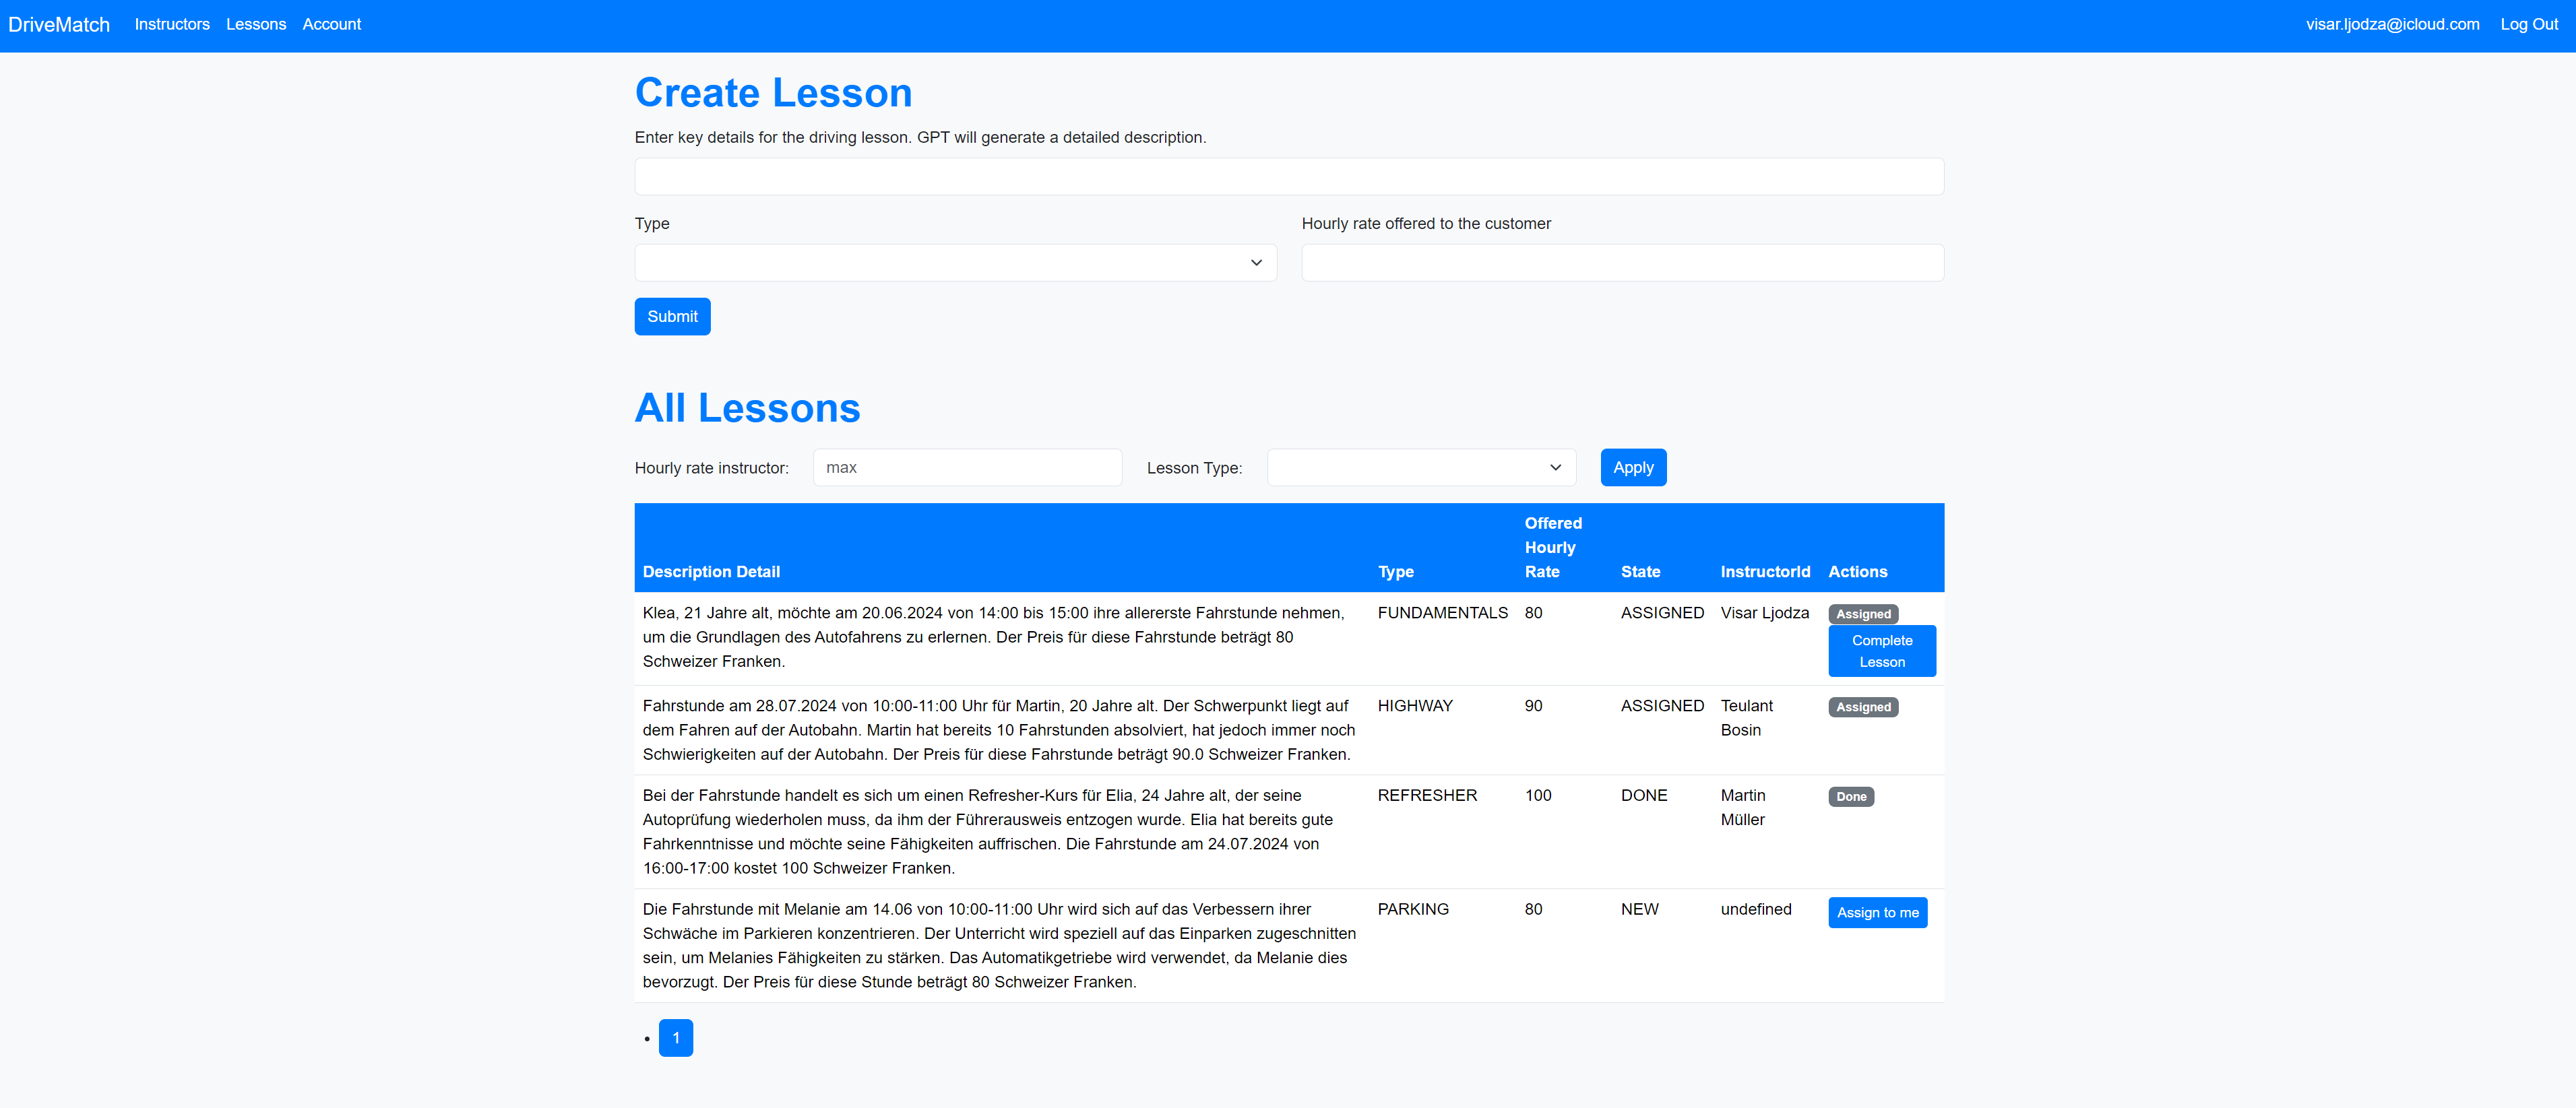 DriveMatch Instructors Lessons Account visar.ljodza@icloud.com Log Out
Create Lesson
Enter key details for the driving lesson. GPT will generate a detailed description.
Type Hourly rate offered to the customer
Submit
All Lessons
Hourly rate instructor: max Lesson Type: Apply
Description Detail Type Offered Hourly Rate State InstructorId Actions
Klea, 21 Jahre alt, möchte am 20.06.2024 von 14:00 bis 15:00 ihre allererste Fahrstunde nehmen,
um die Grundlagen des Autofahrens zu erlernen. Der Preis für diese Fahrstunde beträgt 80
Schweizer Franken.
FUNDAMENTALS 80 ASSIGNED Visar Ljodza Assigned
Complete
Lesson
Fahrstunde am 28.07.2024 von 10:00-11:00 Uhr für Martin, 20 Jahre alt. Der Schwerpunkt liegt auf
dem Fahren auf der Autobahn. Martin hat bereits 10 Fahrstunden absolviert, hat jedoch immer noch
Schwierigkeiten auf der Autobahn. Der Preis für diese Fahrstunde beträgt 90.0 Schweizer Franken.
HIGHWAY 90 ASSIGNED Teulant
Bosin
Assigned
Bei der Fahrstunde handelt es sich um einen Refresher-Kurs für Elia, 24 Jahre alt, der seine
Autoprüfung wiederholen muss, da ihm der Führerausweis entzogen wurde. Elia hat bereits gute
Fahrkenntnisse und möchte seine Fähigkeiten auffrischen. Die Fahrstunde am 24.07.2024 von
16:00-17:00 kostet 100 Schweizer Franken.
REFRESHER 100 DONE Martin
Müller
Done
Die Fahrstunde mit Melanie am 14.06 von 10:00-11:00 Uhr wird sich auf das Verbessern ihrer
Schwäche im Parkieren konzentrieren. Der Unterricht wird speziell auf das Einparken zugeschnitten
sein, um Melanies Fähigkeiten zu stärken. Das Automatikgetriebe wird verwendet, da Melanie dies
bevorzugt. Der Preis für diese Stunde beträgt 80 Schweizer Franken.
PARKING 80 NEW undefined Assign to me
1